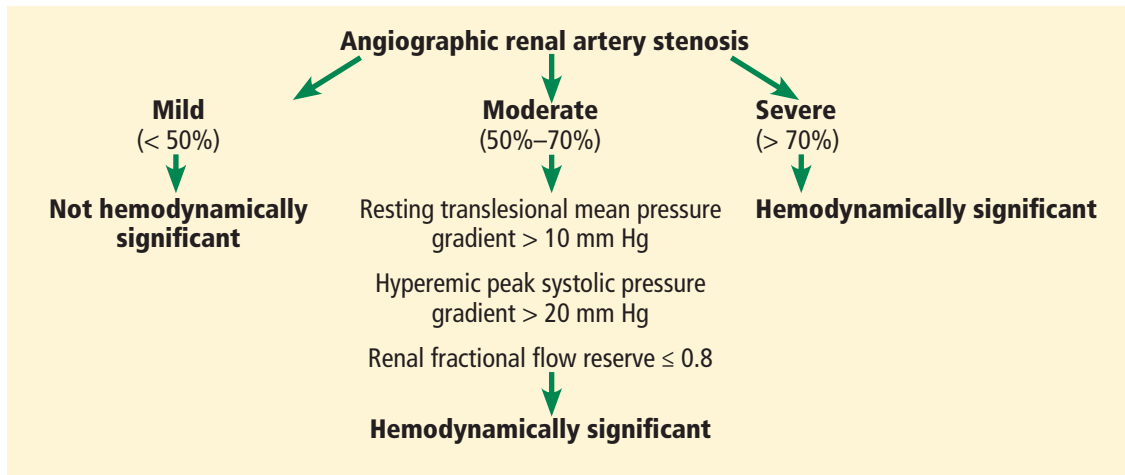 Angiographic renal artery stenosis
Mild
(< 50%)
Not hemodynamically
significant
Moderate
(50%–70%)
Resting translesional mean pressure
gradient > 10 mm Hg
Hyperemic peak systolic pressure
gradient > 20 mm Hg
Renal fractional flow reserve ≤ 0.8
Hemodynamically significant
Severe
(> 70%)
Hemodynamically significant